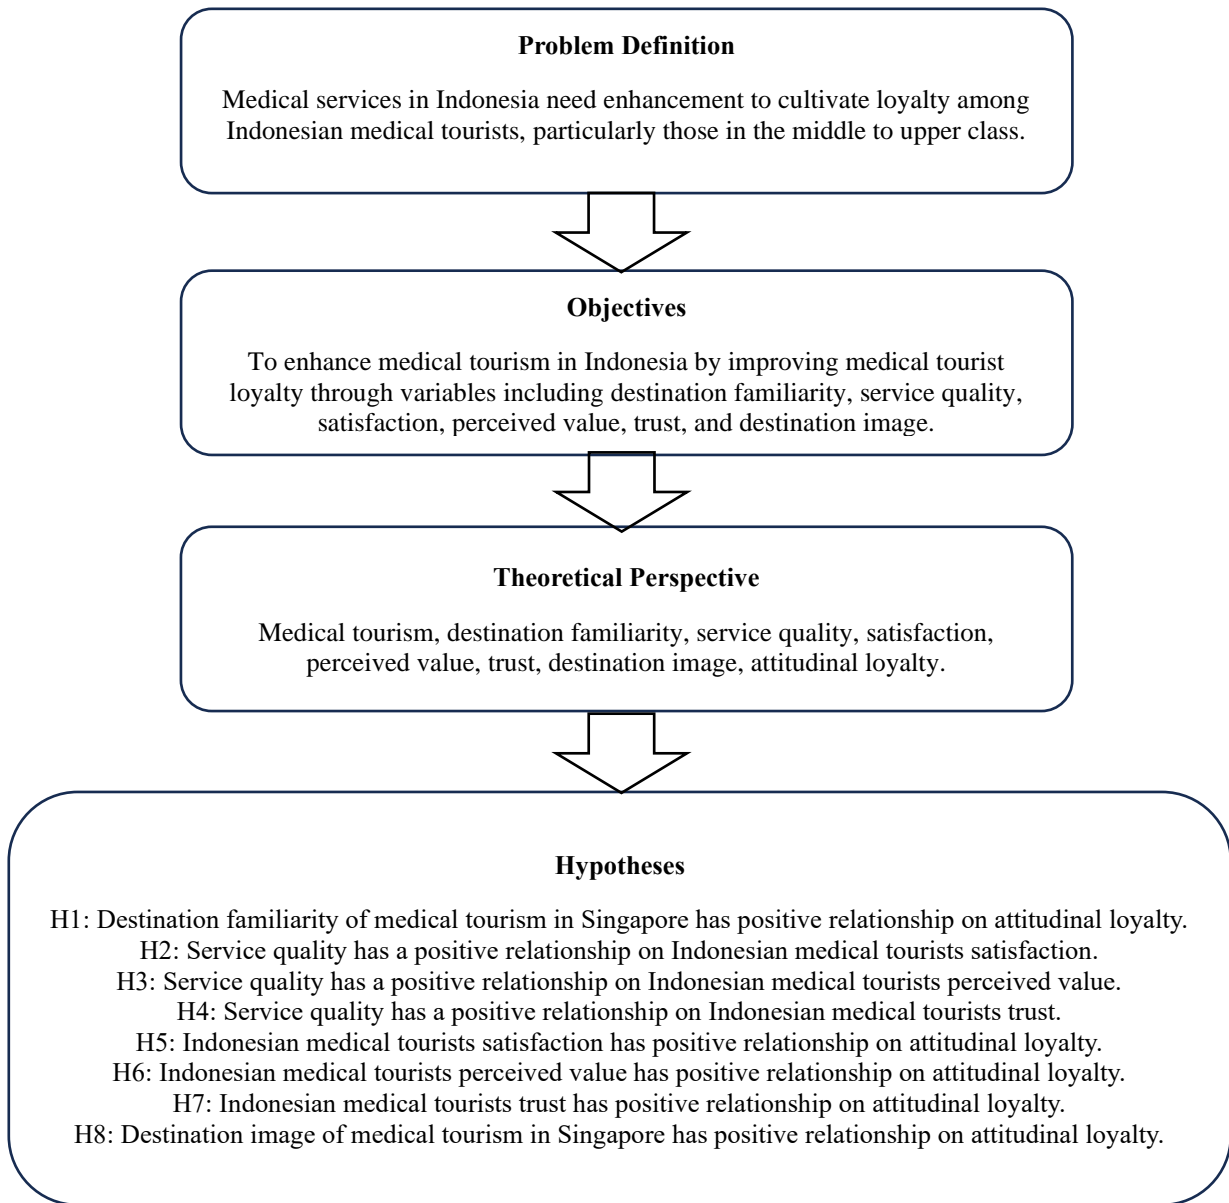 Problem Definition
Medical services in Indonesia need enhancement to cultivate loyalty among
Indonesian medical tourists, particularly those in the middle to upper class.
Objectives
To enhance medical tourism in Indonesia by improving medical tourist
loyalty through variables including destination familiarity, service quality,
satisfaction, perceived value, trust, and destination image.
Theoretical Perspective
Medical tourism, destination familiarity, service quality, satisfaction,
perceived value, trust, destination image, attitudinal loyalty.
Hypotheses
H1: Destination familiarity of medical tourism in Singapore has positive relationship on attitudinal loyalty.
H2: Service quality has a positive relationship on Indonesian medical tourists satisfaction.
H3: Service quality has a positive relationship on Indonesian medical tourists perceived value.
H4: Service quality has a positive relationship on Indonesian medical tourists trust.
H5: Indonesian medical tourists satisfaction has positive relationship on attitudinal loyalty.
H6: Indonesian medical tourists perceived value has positive relationship on attitudinal loyalty.
H7: Indonesian medical tourists trust has positive relationship on attitudinal loyalty.
H8: Destination image of medical tourism in Singapore has positive relationship on attitudinal loyalty.